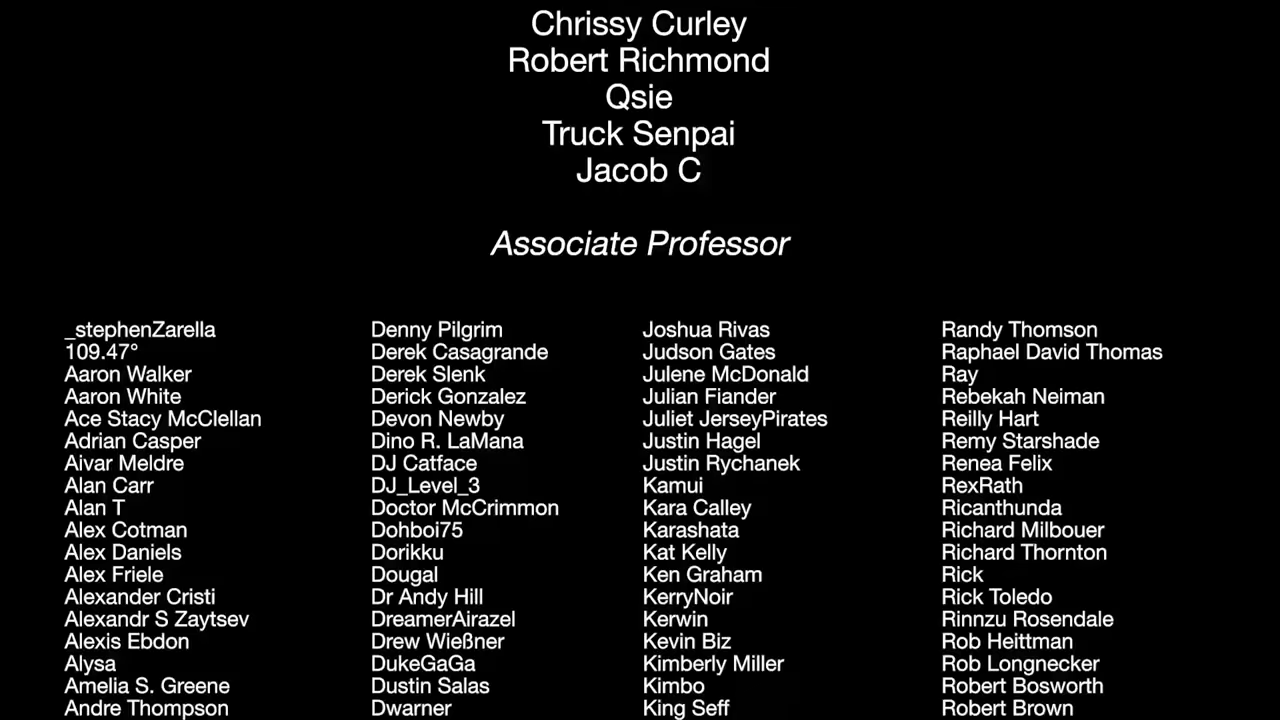 Chrissy Curley
Robert Richmond
Qsie
Truck Senpai
Jacob C
Associate Professor
_stephenZarella
109.47°
Aaron Walker
Aaron White
Ace Stacy McClellan
Adrian Casper
Aivar Meldre
Alan Carr
Alan T
Alex Cotman
Alex Daniels
Alex Friele
Alexander Cristi
Alexandr S Zaytsev
Alexis Ebdon
Alysa
Amelia S. Greene
Andre Thompson
Denny Pilgrim
Derek Casagrande
Derek Slenk
Derick Gonzalez
Devon Newby
Dino R. LaMana
DJ Catface
DJ_Level_3
Doctor McCrimmon
Dohboi75
Dorikku
Dougal
Dr Andy Hill
DreamerAirazel
Drew Wießner
DukeGaGa
Dustin Salas
Dwarner
Joshua Rivas
Judson Gates
Julene McDonald
Julian Fiander
Juliet JerseyPirates
Justin Hagel
Justin Rychanek
Kamui
Kara Calley
Karashata
Kat Kelly
Ken Graham
KerryNoir
Kerwin
Kevin Biz
Kimberly Miller
Kimbo
King Seff
Randy Thomson
Raphael David Thomas
Ray
Rebekah Neiman
Reilly Hart
Remy Starshade
Renea Felix
RexRath
Ricanthunda
Richard Milbouer
Richard Thornton
Rick
Rick Toledo
Rinnzu Rosendale
Rob Heittman
Rob Longnecker
Robert Bosworth
Robert Brown